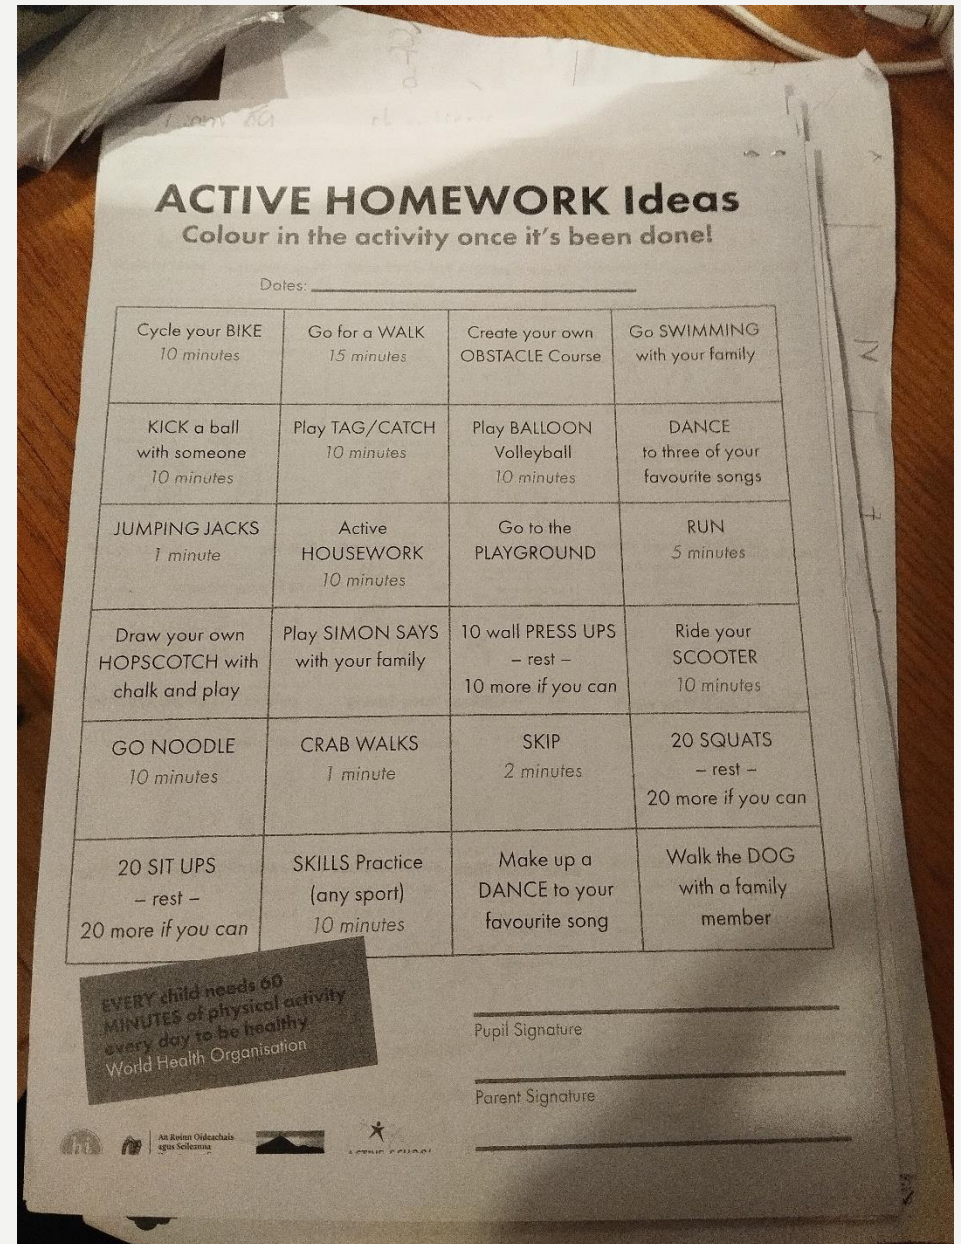 ACTIVE HOMEWORK Ideas
Colour in the activity once it's been done!
Dates:
Cycle your BIKE
10 minutes
Go for a WALK
15 minutes
Create your own
OBSTACLE Course
Go SWIMMING
with your family
KICK a ball
with someone
10 minutes
Play TAG/CATCH
10 minutes
Play BALLOON
Volleyball
10 minutes
DANCE
to three of your
favourite songs
JUMPING JACKS
1 minute
Active
HOUSEWORK
10 minutes
Go to the
PLAYGROUND
RUN
5 minutes
Draw your own
HOPSCOTCH with
chalk and play
Play SIMON SAYS
with your family
10 wall PRESS UPS
– rest –
10 more if you can
Ride your
SCOOTER
10 minutes
GO NOODLE
10 minutes
CRAB WALKS
1 minute
SKIP
2 minutes
20 SQUATS
– rest –
20 more if you can
20 SIT UPS
– rest –
20 more if you can
SKILLS Practice
(any sport)
10 minutes
Make up a
DANCE to your
favourite song
Walk the DOG
with a family
member
EVERY child needs 60
MINUTES of physical activity
every day to be healthy
World Health Organisation
Pupil Signature
Parent Signature
An Roinn Oideachais
agus Scileanna